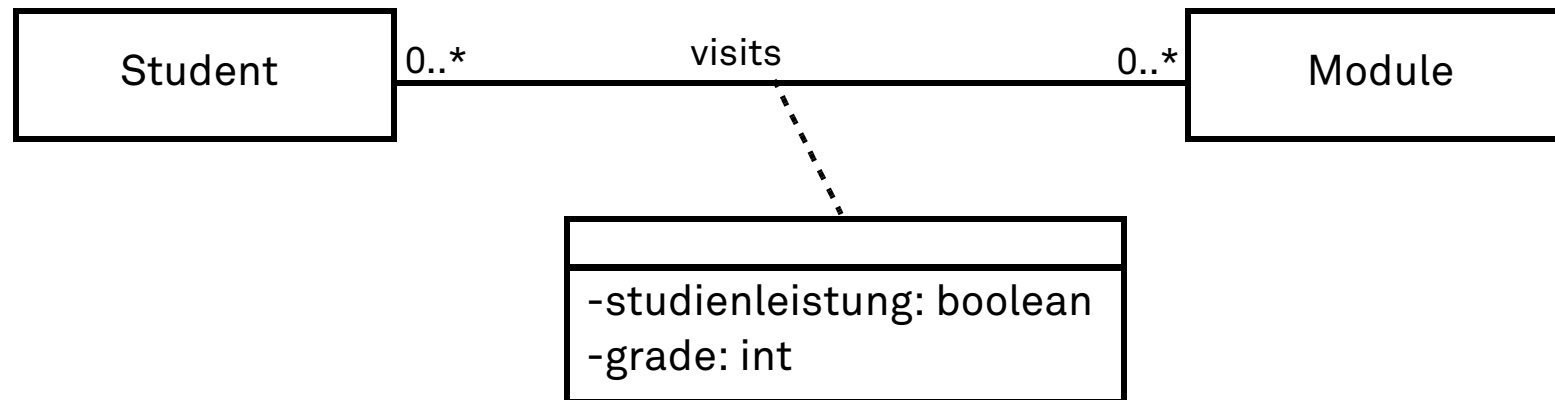 Student
0..*
visits
0..*
Module
-studienleistung: boolean
-grade: int